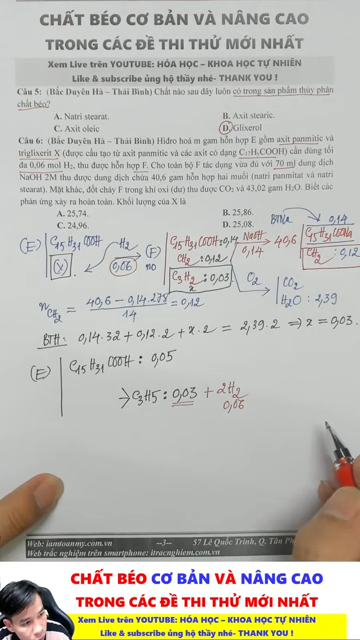 CHẤT BÉO CƠ BẢN VÀ NÂNG CAO
TRONG CÁC ĐỀ THI THỬ MỚI NHẤT
Xem Live trên YOUTUBE: HÓA HỌC – KHOA HỌC TỰ NHIÊN
Like & subscribe ủng hộ thầy nhé- THANK YOU !
Câu 5: (Bắc Duyên Hà – Thái Bình) Chất nào sau đây luôn có trong sản phẩm thủy phân
chất béo?
A. Natri stearat. B. Axit stearic.
C. Axit oleic D. Glixerol
Câu 6: (Bắc Duyên Hà – Thái Bình) Hiđro hoá m gam hỗn hợp E gồm axit panmitic và
triglixerit X (được cấu tạo từ axit panmitic và các axit có dạng C17HyCOOH) cần dùng tối
đa 0,06 mol H2, thu được hỗn hợp F. Cho toàn bộ F tác dụng vừa đủ với 70 ml dung dịch
NaOH 2M thu được dung dịch chứa 40,6 gam hỗn hợp hai muối (natri panmitat và natri
stearat). Mặt khác, đốt cháy F trong khí oxi (dư) thu được CO2 và 43,02 gam H2O. Biết các
phản ứng xảy ra hoàn toàn. Khối lượng của X là
A. 25,74. B. 25,86.
C. 24,96. D. 25,08.
BTNa 0,14
(E) C15H31COOH H2 (F) C15H31COOH: 0,14 NaOH 40,6 C15H31COONa
(X) 0,06 no CH2: 0,12 0,14 CH2: 0,12
C3H2: 0,03
x O2 CO2
H2O: 2,39
nCH2 = 40,6 - 0,14.278 / 14 = 0,12
BTH: 0,14.32 + 0,12.2 + x.2 = 2,39.2 ⇒ x = 0,03.
(E) C15H31COOH: 0,05
→ C3H5: 0,03 + 2H2
0,06
Web: iamtoanmy.com.vn --3-- 57 Lê Quốc Trinh, Q. Tân
Web trắc nghiệm trên smartphone: itracnghiem.com.vn
CHẤT BÉO CƠ BẢN VÀ NÂNG CAO
TRONG CÁC ĐỀ THI THỬ MỚI NHẤT
Xem Live trên YOUTUBE: HÓA HỌC – KHOA HỌC TỰ NHIÊN
Like & subscribe ủng hộ thầy nhé- THANK YOU !